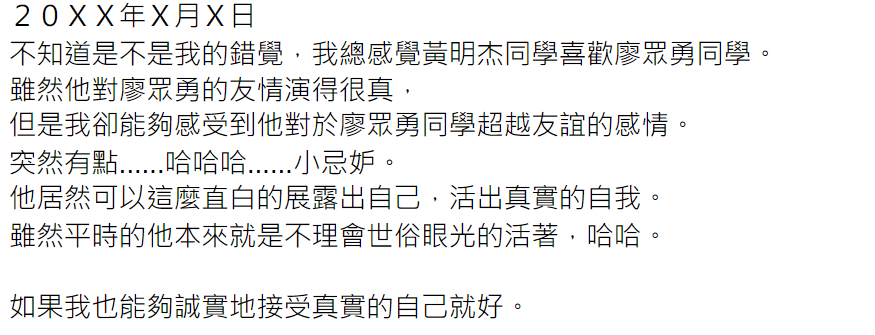 ２０ＸＸ年Ｘ月Ｘ日
不知道是不是我的錯覺，我總感覺黃明杰同學喜歡廖眾勇同學。
雖然他對廖眾勇的友情演得很真，
但是我卻能夠感受到他對於廖眾勇同學超越友誼的感情。
突然有點......哈哈哈......小忌妒。
他居然可以這麼直白的展露出自己，活出真實的自我。
雖然平時的他本來就是不理會世俗眼光的活著，哈哈。
如果我也能夠誠實地接受真實的自己就好。